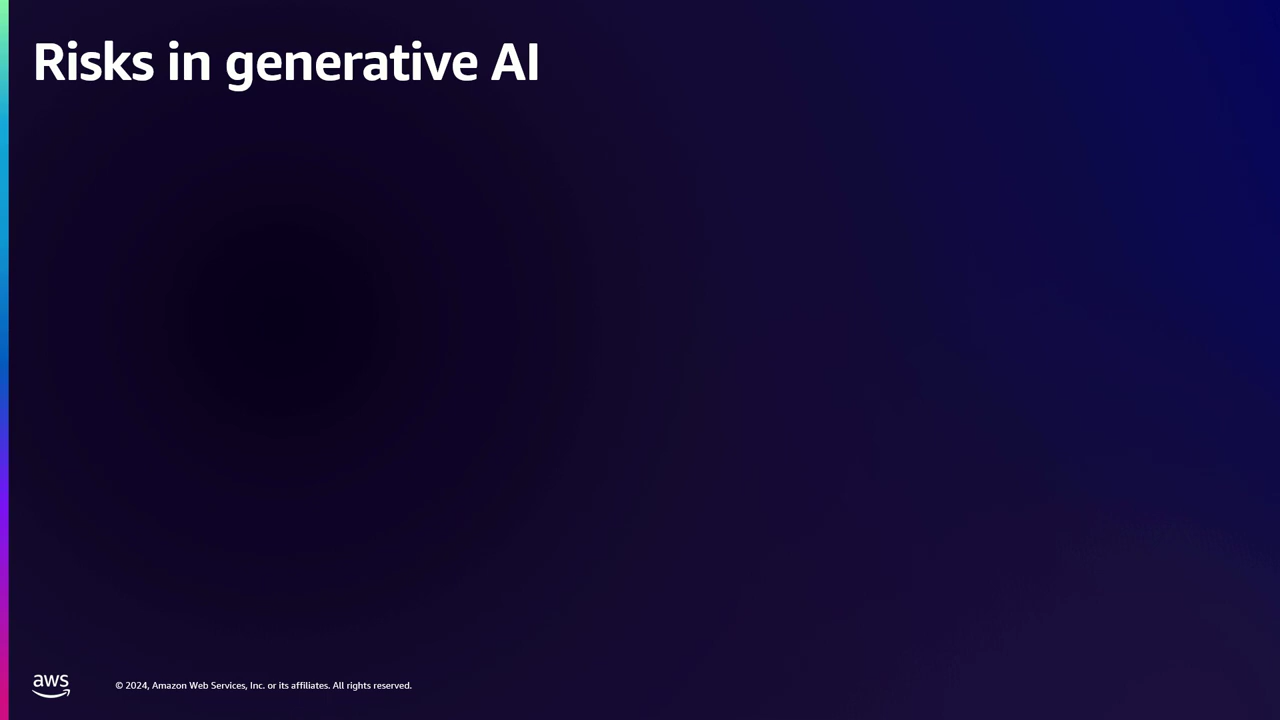 Risks in generative AI
aws
© 2024, Amazon Web Services, Inc. or its affiliates. All rights reserved.